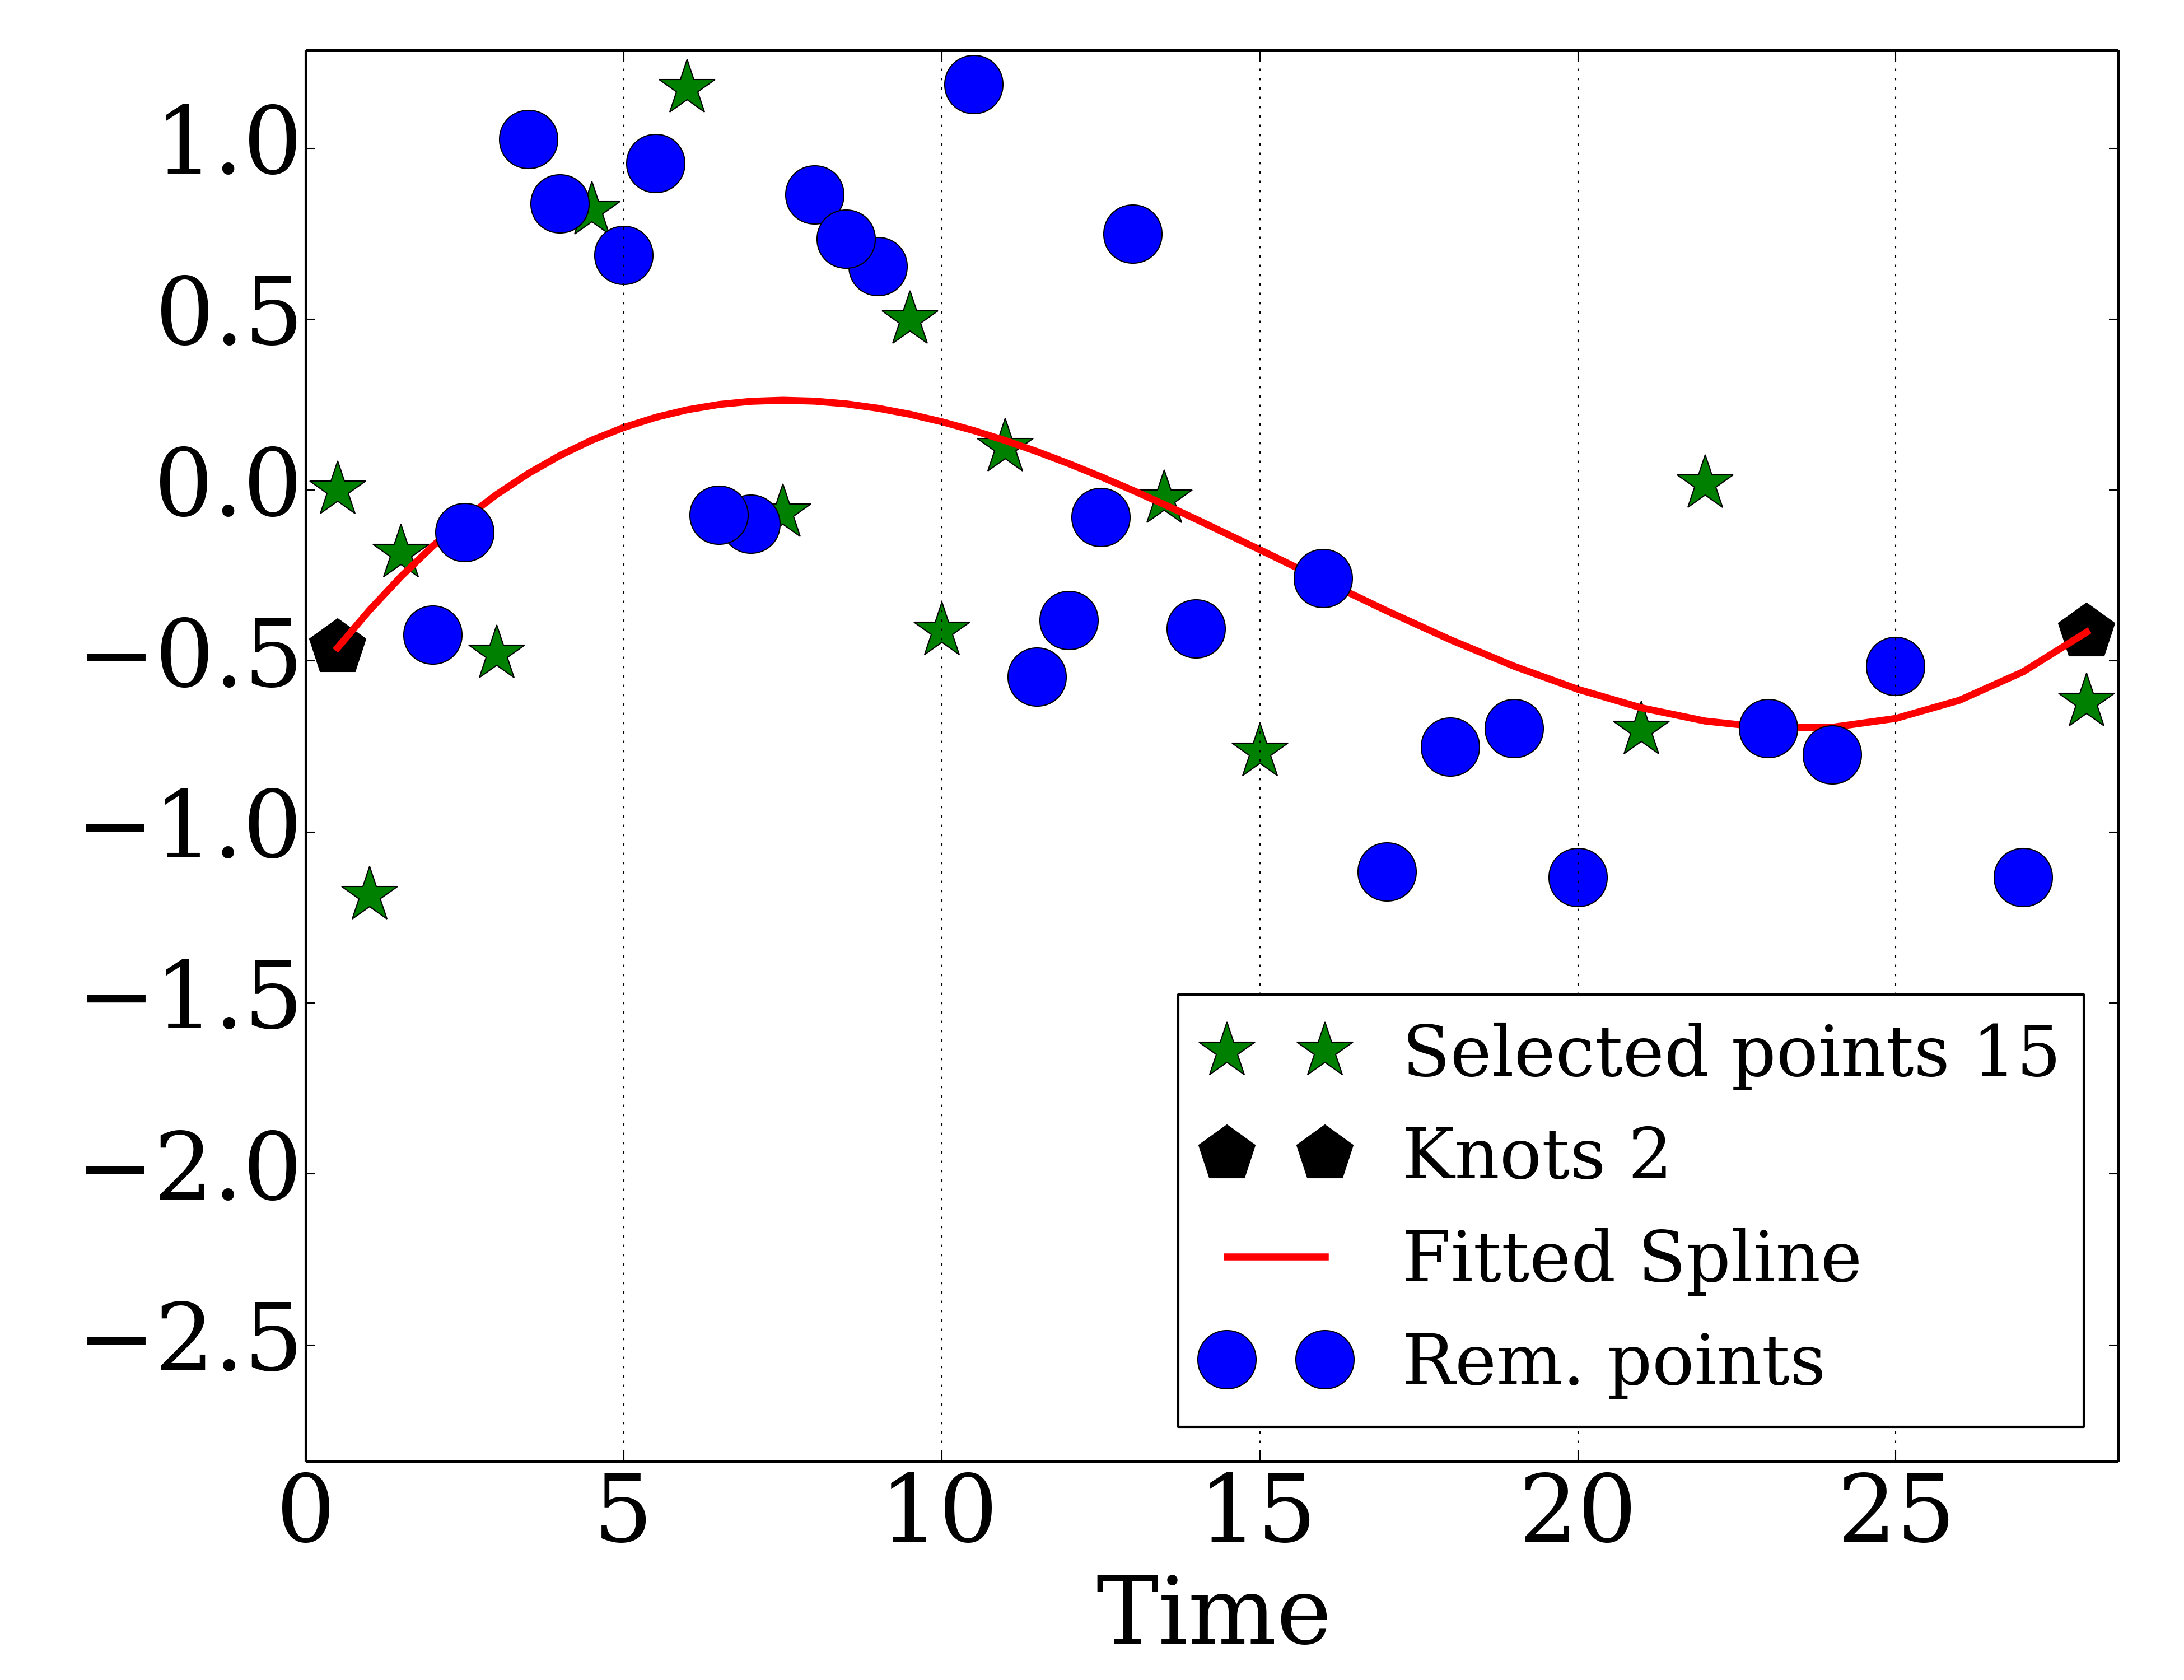 1.0
0.5
0.0
−0.5
−1.0
−1.5
−2.0
−2.5
Selected points 15
Knots 2
Fitted Spline
Rem. points
0 5 10 15 20 25
Time